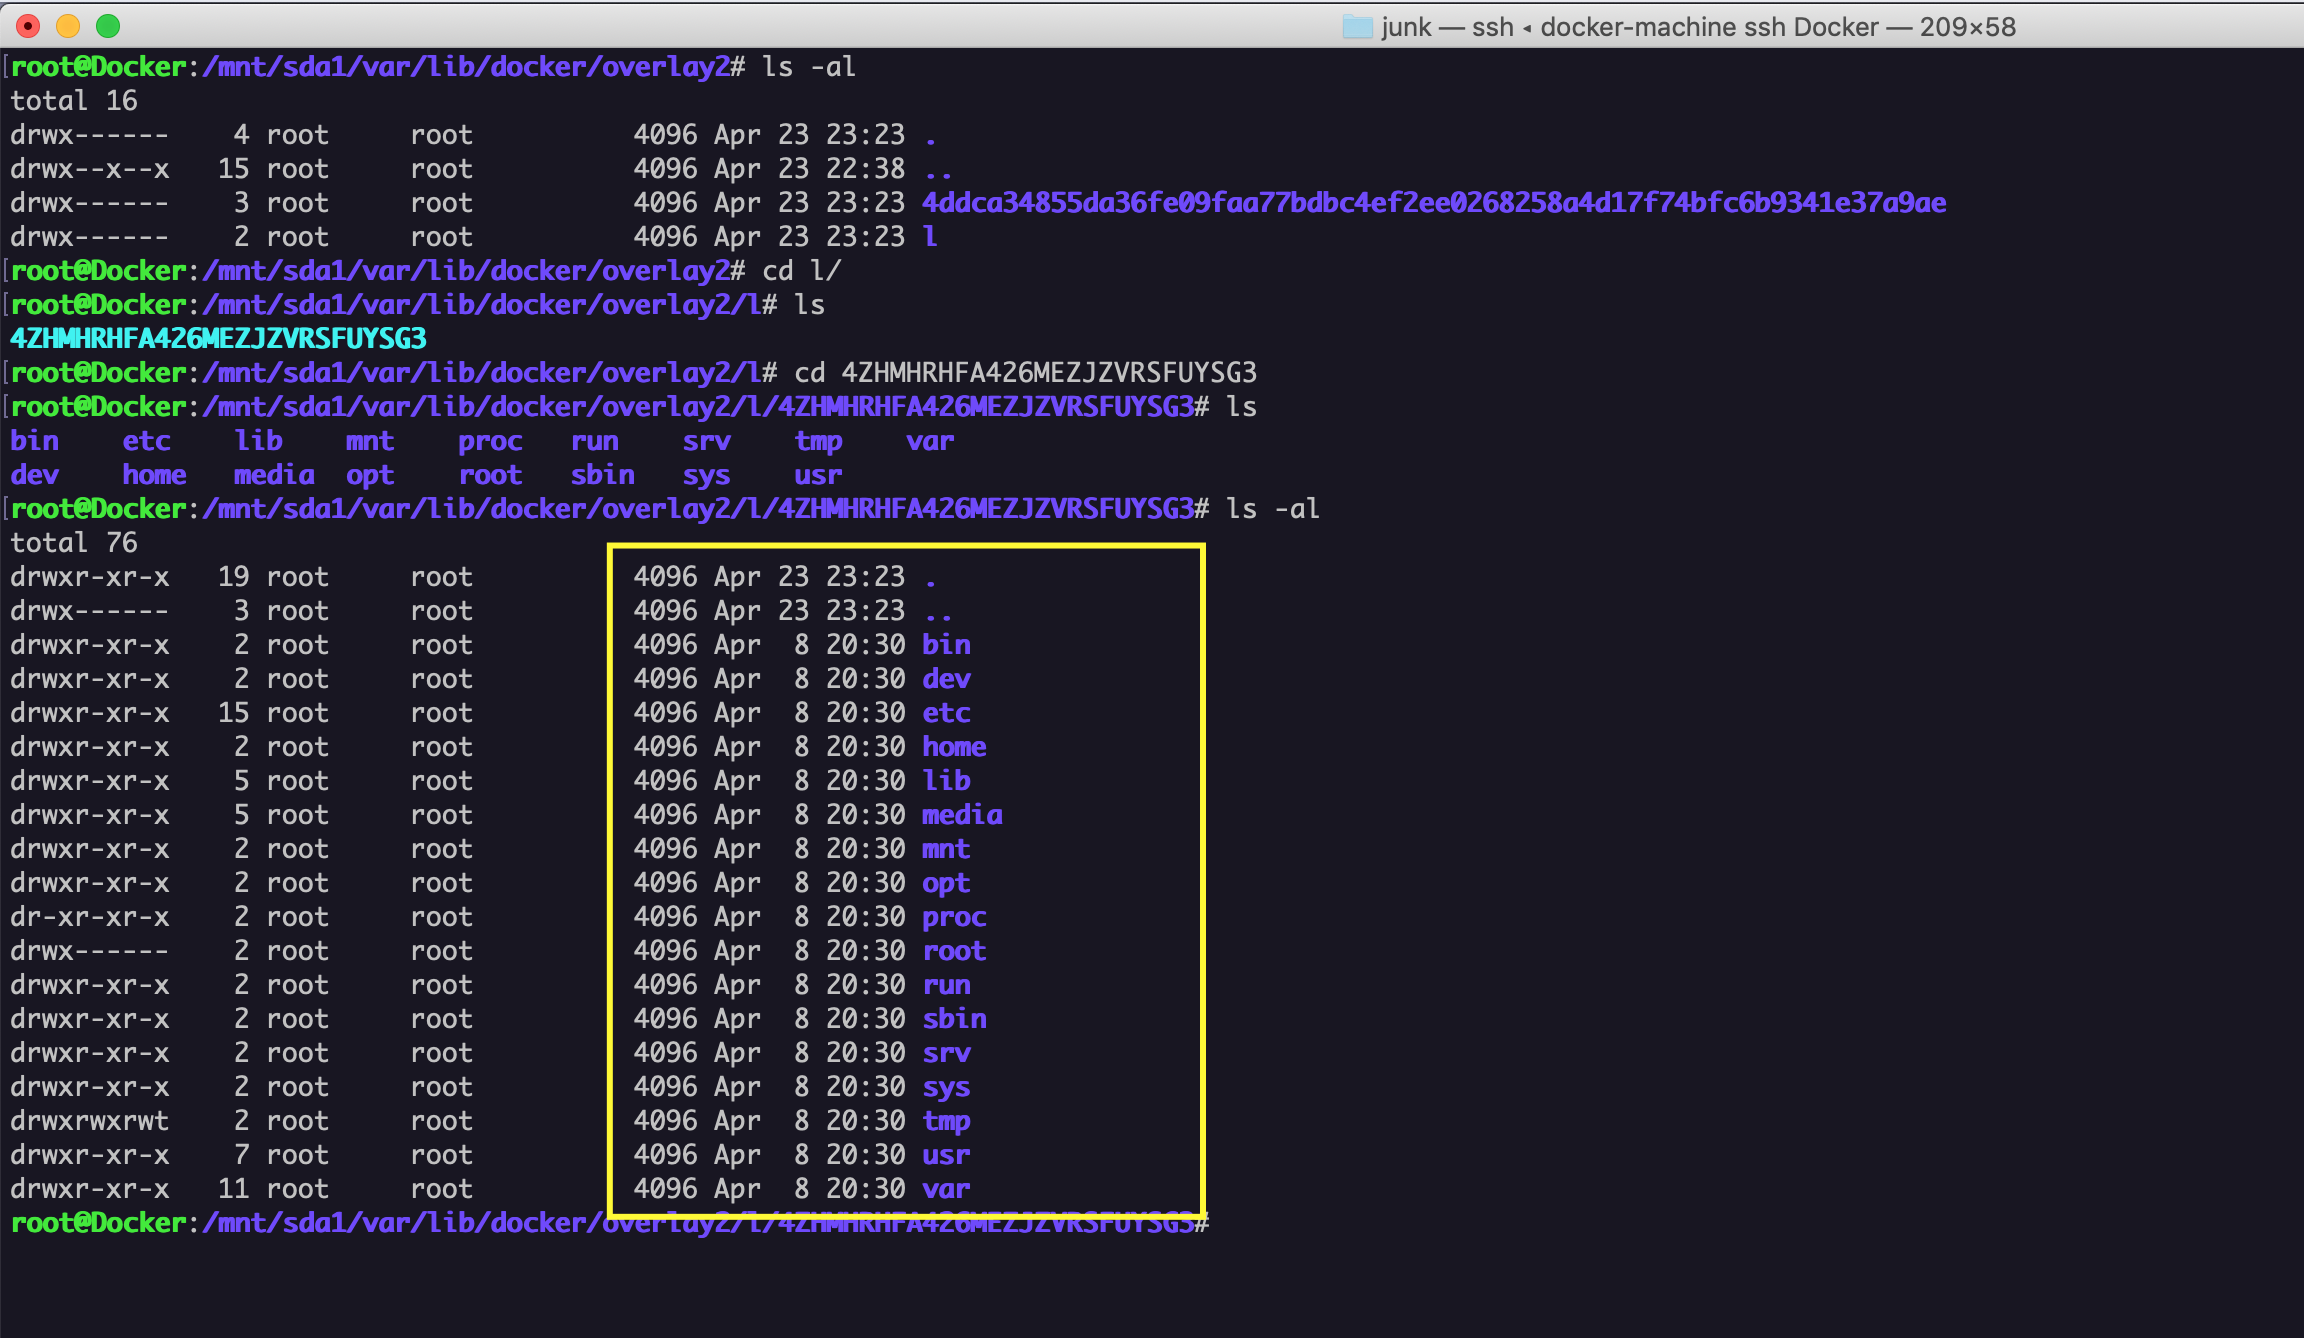 junk — ssh ◂ docker-machine ssh Docker — 209×58
[root@Docker:/mnt/sda1/var/lib/docker/overlay2# ls -al
total 16
drwx------    4 root     root          4096 Apr 23 23:23 .
drwx--x--x   15 root     root          4096 Apr 23 22:38 ..
drwx------    3 root     root          4096 Apr 23 23:23 4ddca34855da36fe09faa77bdbc4ef2ee0268258a4d17f74bfc6b9341e37a9ae
drwx------    2 root     root          4096 Apr 23 23:23 l
[root@Docker:/mnt/sda1/var/lib/docker/overlay2# cd l/
[root@Docker:/mnt/sda1/var/lib/docker/overlay2/l# ls
4ZHMHRHFA426MEZJZVRSFUYSG3
[root@Docker:/mnt/sda1/var/lib/docker/overlay2/l# cd 4ZHMHRHFA426MEZJZVRSFUYSG3
[root@Docker:/mnt/sda1/var/lib/docker/overlay2/l/4ZHMHRHFA426MEZJZVRSFUYSG3# ls
bin    etc    lib    mnt    proc   run    srv    tmp    var
dev    home   media  opt    root   sbin   sys    usr
[root@Docker:/mnt/sda1/var/lib/docker/overlay2/l/4ZHMHRHFA426MEZJZVRSFUYSG3# ls -al
total 76
drwxr-xr-x   19 root     root          4096 Apr 23 23:23 .
drwx------    3 root     root          4096 Apr 23 23:23 ..
drwxr-xr-x    2 root     root          4096 Apr  8 20:30 bin
drwxr-xr-x    2 root     root          4096 Apr  8 20:30 dev
drwxr-xr-x   15 root     root          4096 Apr  8 20:30 etc
drwxr-xr-x    2 root     root          4096 Apr  8 20:30 home
drwxr-xr-x    5 root     root          4096 Apr  8 20:30 lib
drwxr-xr-x    5 root     root          4096 Apr  8 20:30 media
drwxr-xr-x    2 root     root          4096 Apr  8 20:30 mnt
drwxr-xr-x    2 root     root          4096 Apr  8 20:30 opt
dr-xr-xr-x    2 root     root          4096 Apr  8 20:30 proc
drwx------    2 root     root          4096 Apr  8 20:30 root
drwxr-xr-x    2 root     root          4096 Apr  8 20:30 run
drwxr-xr-x    2 root     root          4096 Apr  8 20:30 sbin
drwxr-xr-x    2 root     root          4096 Apr  8 20:30 srv
drwxr-xr-x    2 root     root          4096 Apr  8 20:30 sys
drwxrwxrwt    2 root     root          4096 Apr  8 20:30 tmp
drwxr-xr-x    7 root     root          4096 Apr  8 20:30 usr
drwxr-xr-x   11 root     root          4096 Apr  8 20:30 var
root@Docker:/mnt/sda1/var/lib/docker/overlay2/l/4ZHMHRHFA426MEZJZVRSFUYSG3#